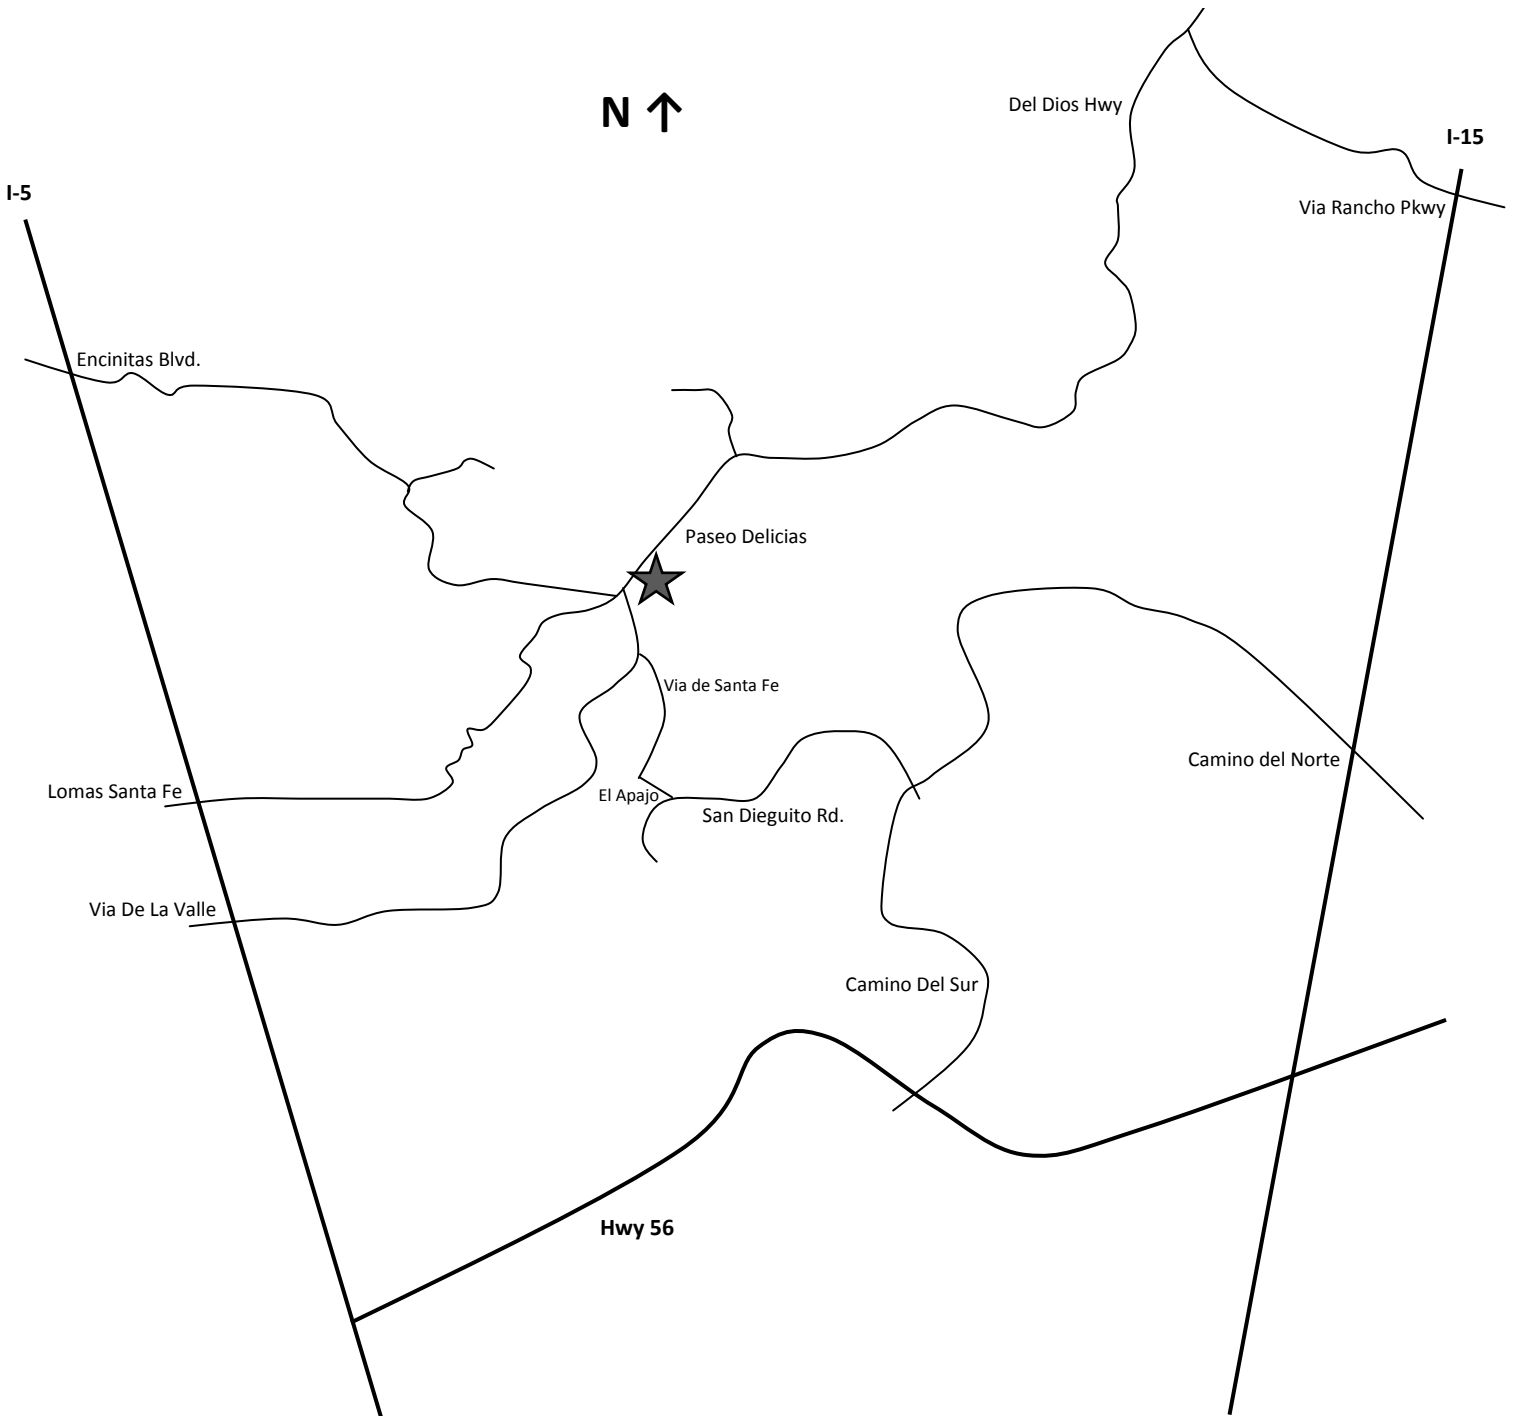 Del Dios Hwy
N ↑
I-15
I-5
Via Rancho Pkwy
Encinitas Blvd.
Paseo Delicias
Via de Santa Fe
Camino del Norte
Lomas Santa Fe
El Apajo
San Dieguito Rd.
Via De La Valle
Camino Del Sur
Hwy 56